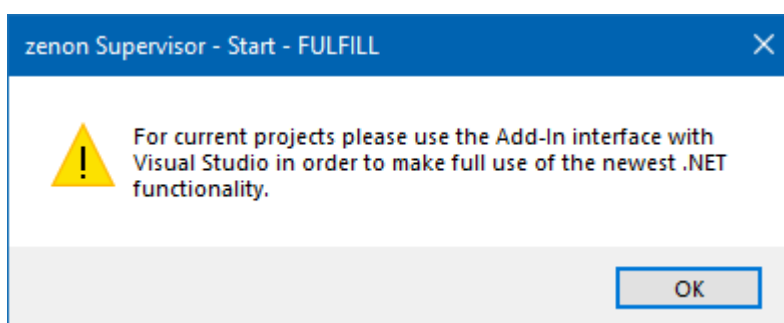 zenon Supervisor - Start - FULFILL
For current projects please use the Add-In interface with
Visual Studio in order to make full use of the newest .NET
functionality.
OK